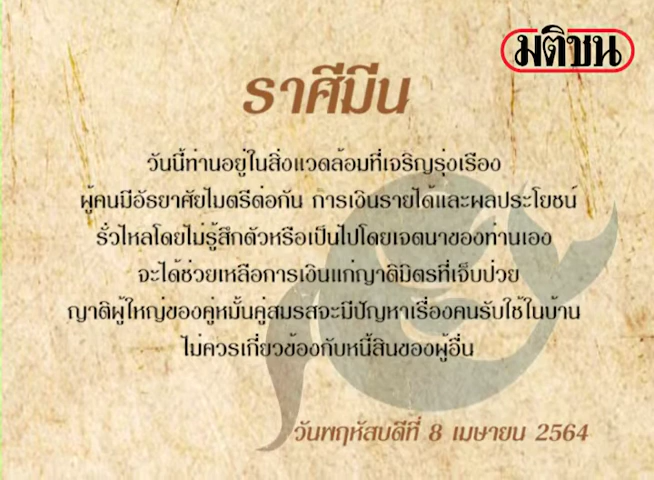 มติชน
ราศีมีน
วันนี้ท่านอยู่ในสิ่งแวดล้อมที่เจริญรุ่งเรือง
ผู้คนมีอัธยาศัยไมตรีต่อกัน การเงินรายได้และผลประโยชน์
รั่วไหลโดยไม่รู้สึกตัวหรือเป็นไปโดยเจตนาของท่านเอง
จะได้ช่วยเหลือการเงินแก่ญาติมิตรที่เจ็บป่วย
ญาติผู้ใหญ่ของคู่หมั้นคู่สมรสจะมีปัญหาเรื่องคนรับใช้ในบ้าน
ไม่ควรเกี่ยวข้องกับหนี้สินของผู้อื่น
วันพฤหัสบดีที่ 8 เมษายน 2564